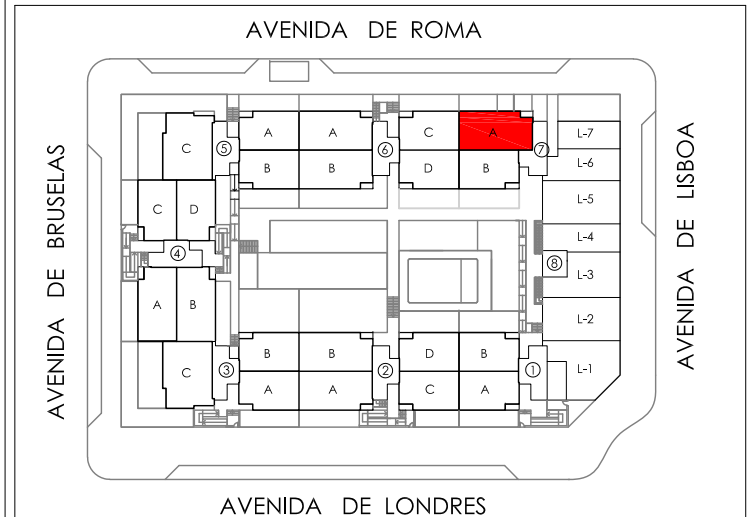 AVENIDA DE ROMA
AVENIDA DE BRUSELAS
AVENIDA DE LISBOA
C ⑤ A A ⑥ C A ⑦ L-7
B B D B L-6
C D L-5
④ L-4
⑧ L-3
A B L-2
C ③ B B ② D B ① L-1
A A C A
AVENIDA DE LONDRES